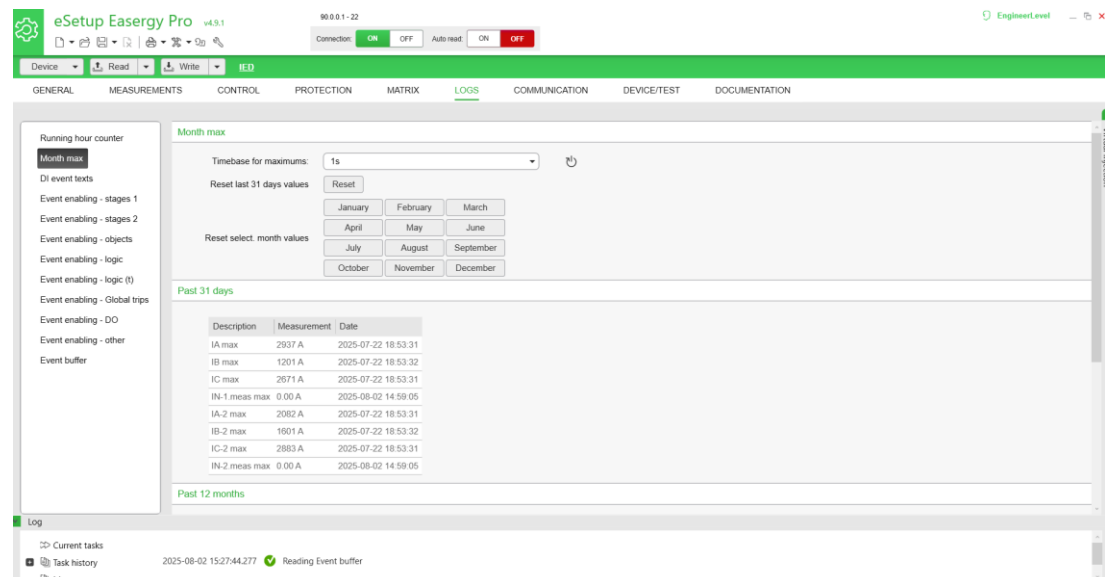 eSetup Easergy Pro v4.9.1
90.0.0.1 - 22
EngineerLevel
Connection: ON OFF Auto read: ON OFF
Device Read Write IED
GENERAL MEASUREMENTS CONTROL PROTECTION MATRIX LOGS COMMUNICATION DEVICE/TEST DOCUMENTATION
Running hour counter
Month max
DI event texts
Event enabling - stages 1
Event enabling - stages 2
Event enabling - objects
Event enabling - logic
Event enabling - logic (t)
Event enabling - Global trips
Event enabling - DO
Event enabling - other
Event buffer
Month max
Timebase for maximums: 1s
Reset last 31 days values Reset
Reset select. month values
January February March
April May June
July August September
October November December
Past 31 days
Description Measurement Date
IA max 2937 A 2025-07-22 18:53:31
IB max 1201 A 2025-07-22 18:53:32
IC max 2671 A 2025-07-22 18:53:31
IN-1.meas max 0.00 A 2025-08-02 14:59:05
IA-2 max 2082 A 2025-07-22 18:53:31
IB-2 max 1601 A 2025-07-22 18:53:32
IC-2 max 2883 A 2025-07-22 18:53:31
IN-2.meas max 0.00 A 2025-08-02 14:59:05
Past 12 months
Log
Current tasks
Task history
2025-08-02 15:27:44.277 Reading Event buffer